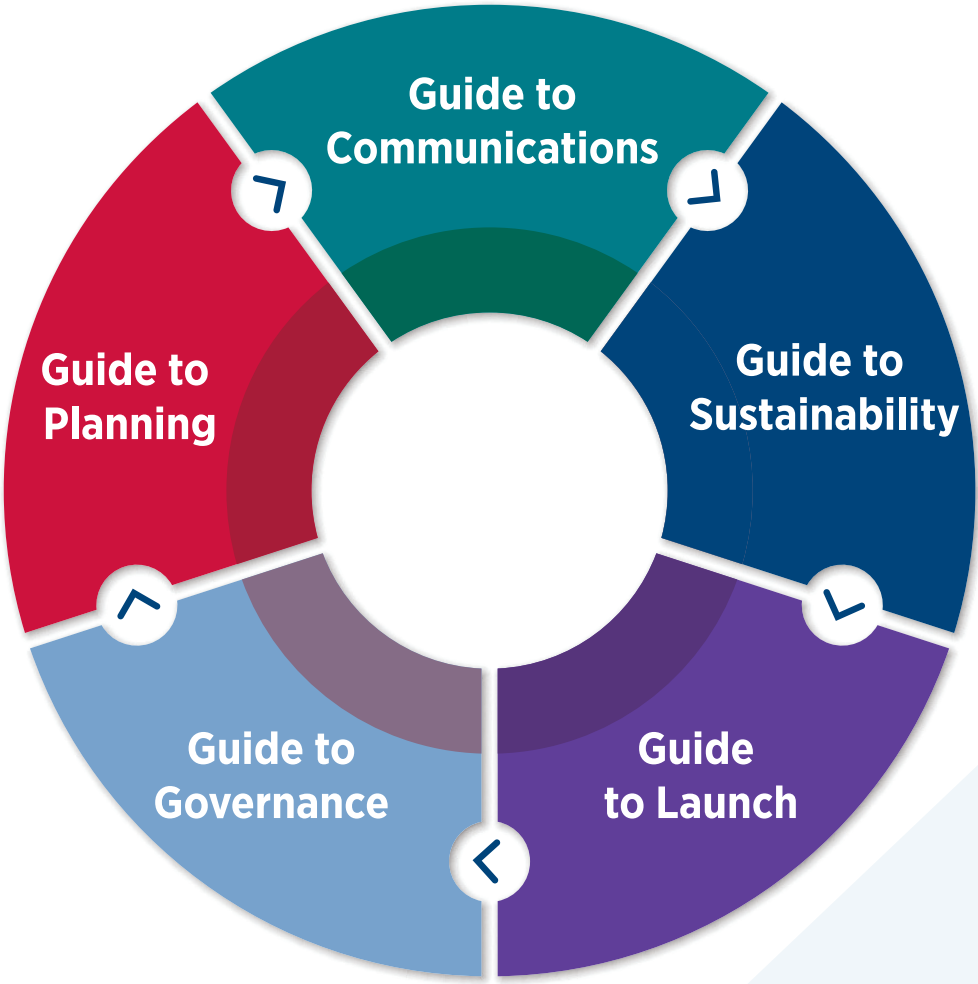 Guide to
Communications
Guide to
Sustainability
Guide
to Launch
Guide to
Governance
Guide to
Planning